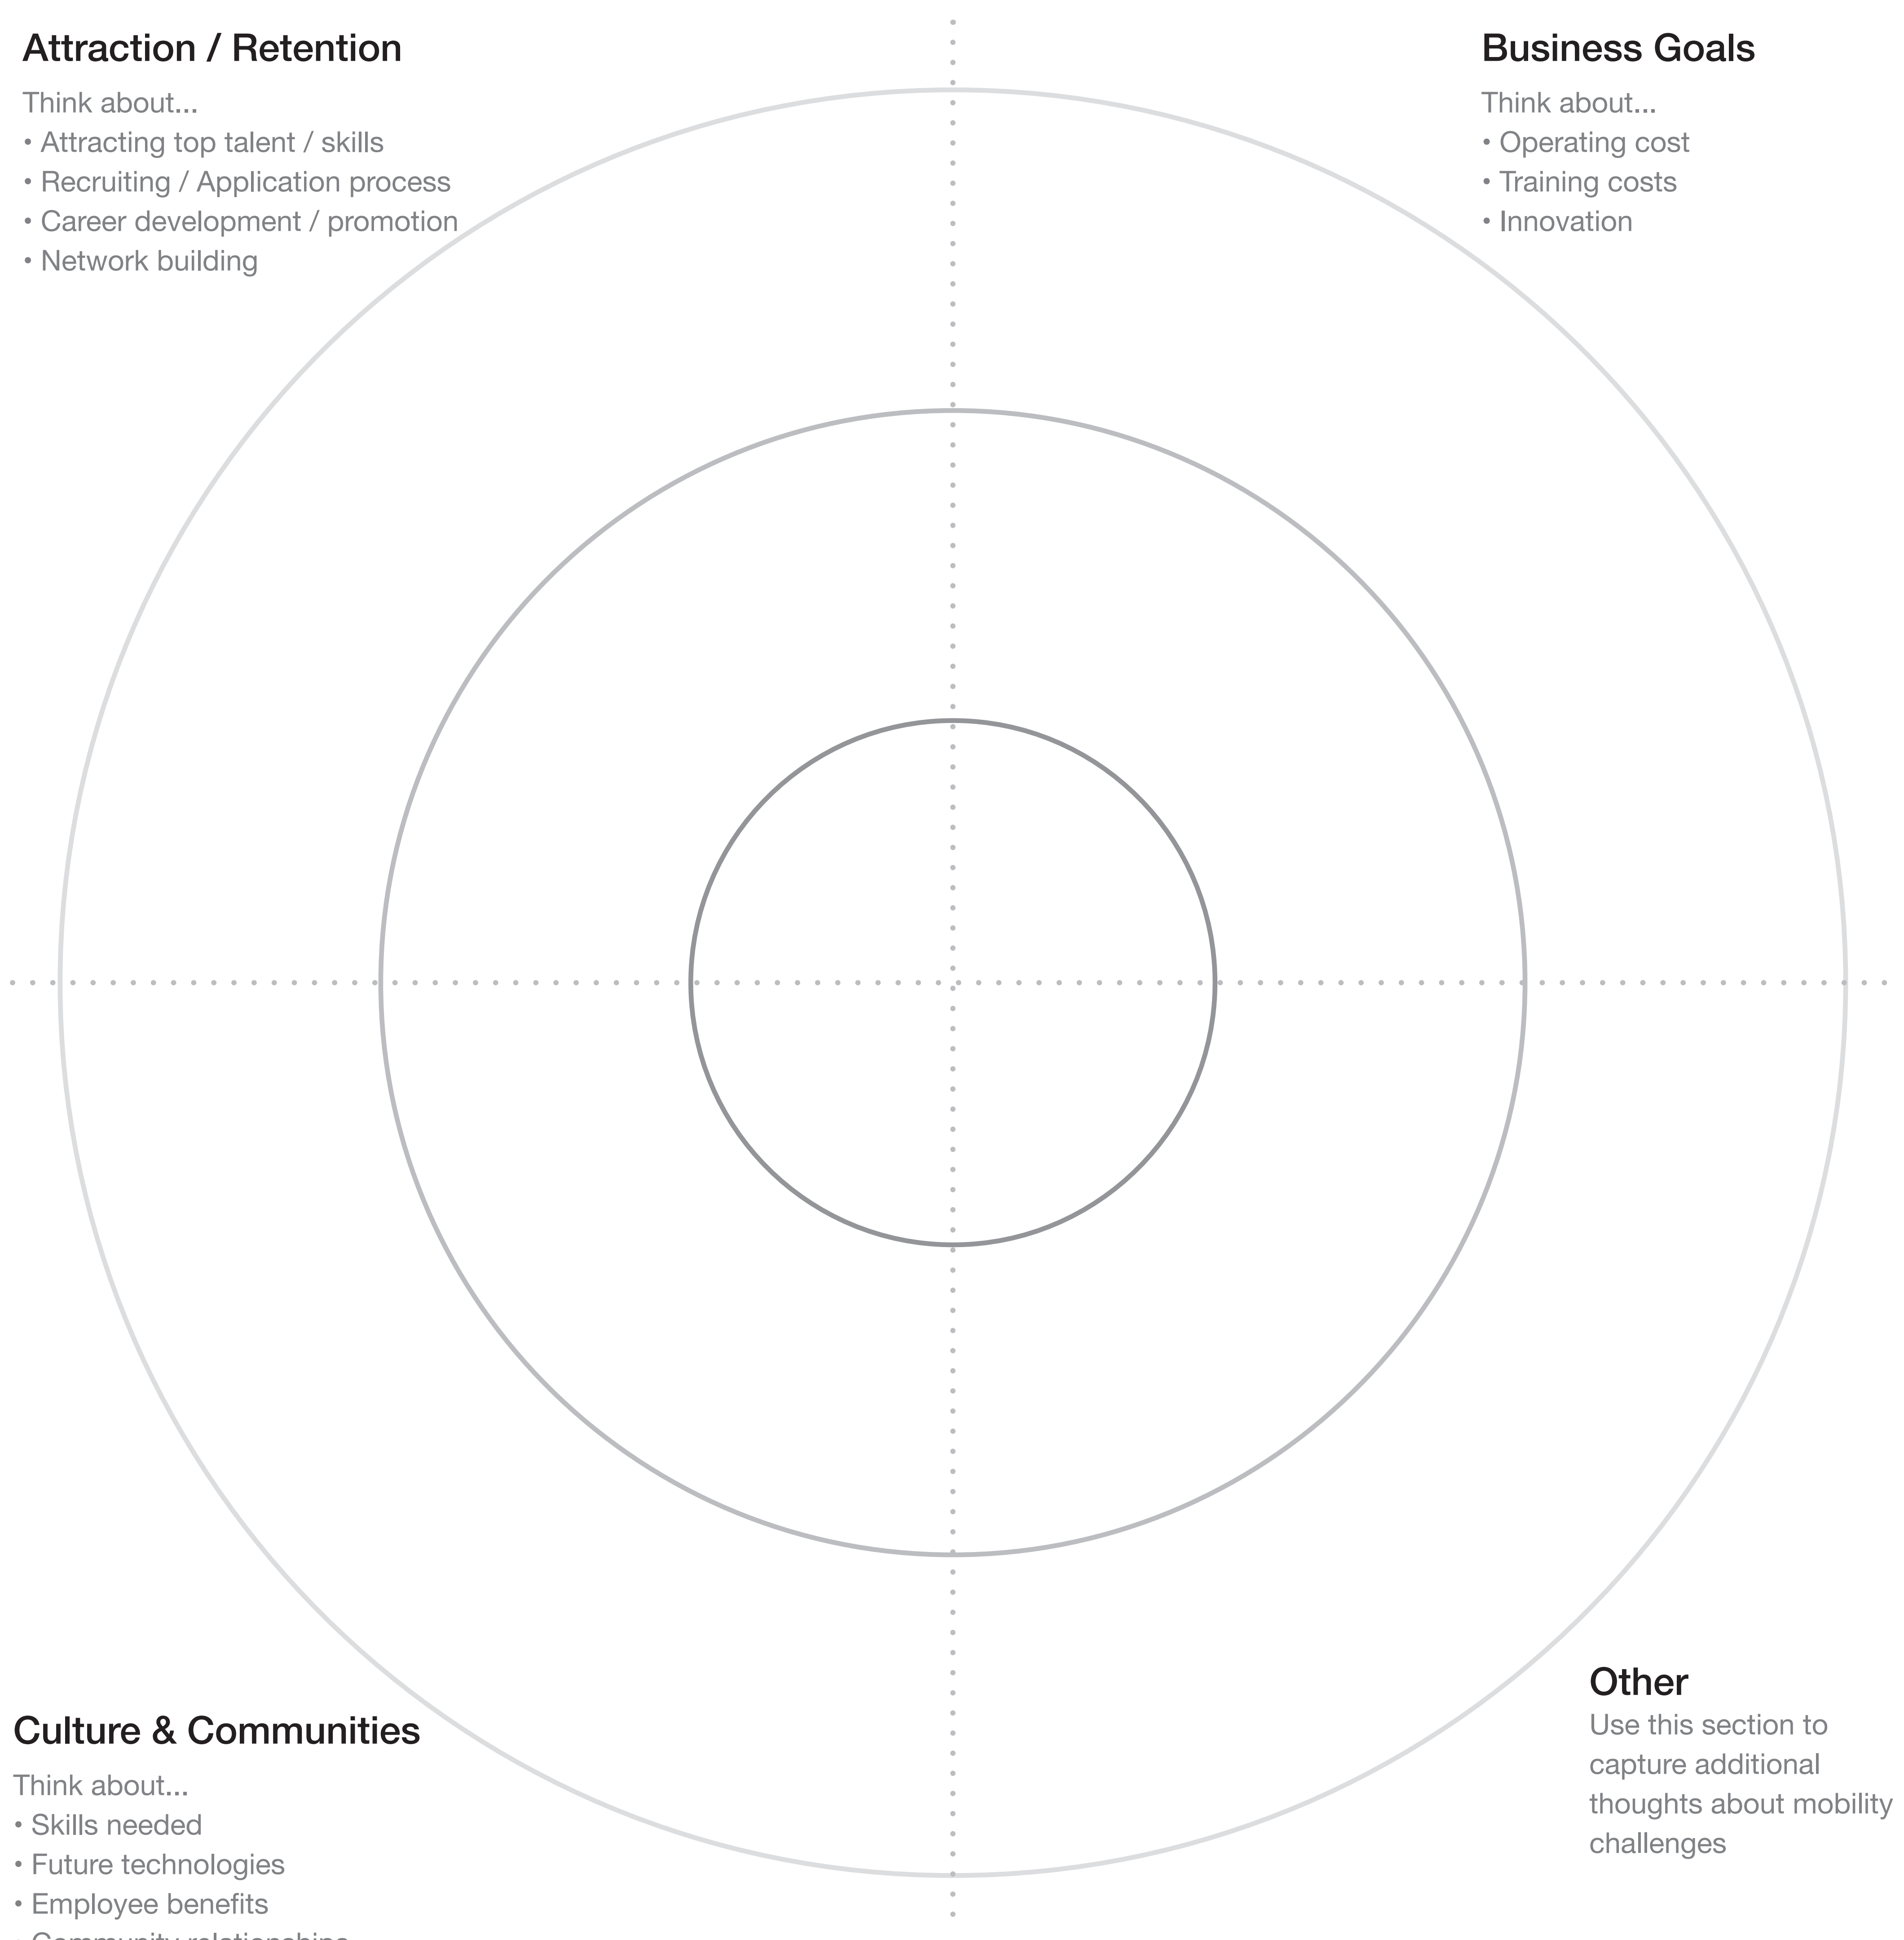 Attraction / Retention
Think about...
• Attracting top talent / skills
• Recruiting / Application process
• Career development / promotion
• Network building
Business Goals
Think about...
• Operating cost
• Training costs
• Innovation
Culture & Communities
Think about...
• Skills needed
• Future technologies
• Employee benefits
• Community relationships
Other
Use this section to
capture additional
thoughts about mobility
challenges